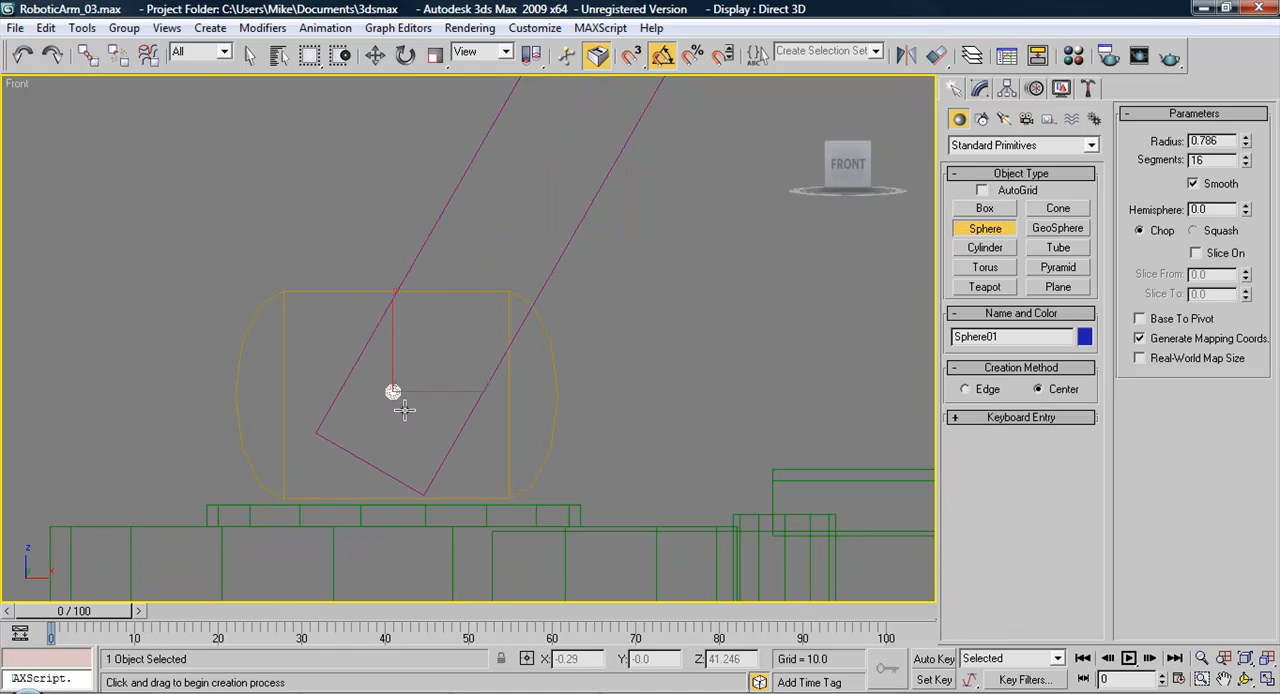 RoboticArm_03.max - Project Folder: C:\Users\Mike\Documents\3dsmax - Autodesk 3ds Max 2009 x64 - Unregistered Version - Display : Direct 3D
File Edit Tools Group Views Create Modifiers Animation Graph Editors Rendering Customize MAXScript Help
All View Create Selection Set
Front
FRONT
Standard Primitives
- Object Type
AutoGrid
Box Cone
Sphere GeoSphere
Cylinder Tube
Torus Pyramid
Teapot Plane
- Name and Color
Sphere01
- Creation Method
Edge Center
+ Keyboard Entry
- Parameters
Radius: 0.786
Segments: 16
Smooth
Hemisphere: 0.0
Chop Squash
Slice On
Slice From: 0.0
Slice To: 0.0
Base To Pivot
Generate Mapping Coords.
Real-World Map Size
z
x
0 / 100
0 10 20 30 40 50 60 70 80 90 100
1 Object Selected X: -0.29 Y: -0.0 Z: 41.246 Grid = 10.0 Auto Key Selected
AXScript. Click and drag to begin creation process Add Time Tag Set Key Key Filters... 0